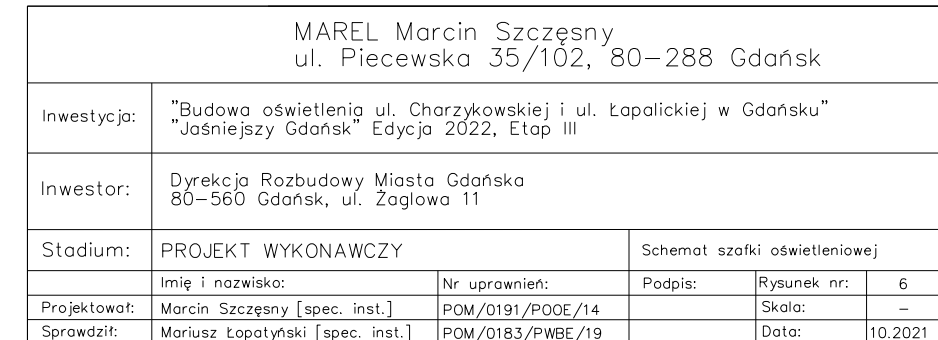 MAREL Marcin Szczęsny
ul. Piecewska 35/102, 80-288 Gdańsk
Inwestycja: "Budowa oświetlenia ul. Charzykowskiej i ul. Łapalickiej w Gdańsku"
"Jaśniejszy Gdańsk" Edycja 2022, Etap III
Inwestor: Dyrekcja Rozbudowy Miasta Gdańska
80-560 Gdańsk, ul. Żaglowa 11
Stadium: PROJEKT WYKONAWCZY Schemat szafki oświetleniowej
Imię i nazwisko: Nr uprawnień: Podpis: Rysunek nr: 6
Projektował: Marcin Szczęsny [spec. inst.] POM/0191/POOE/14 Skala: -
Sprawdził: Mariusz Łopatyński [spec. inst.] POM/0183/PWBE/19 Data: 10.2021